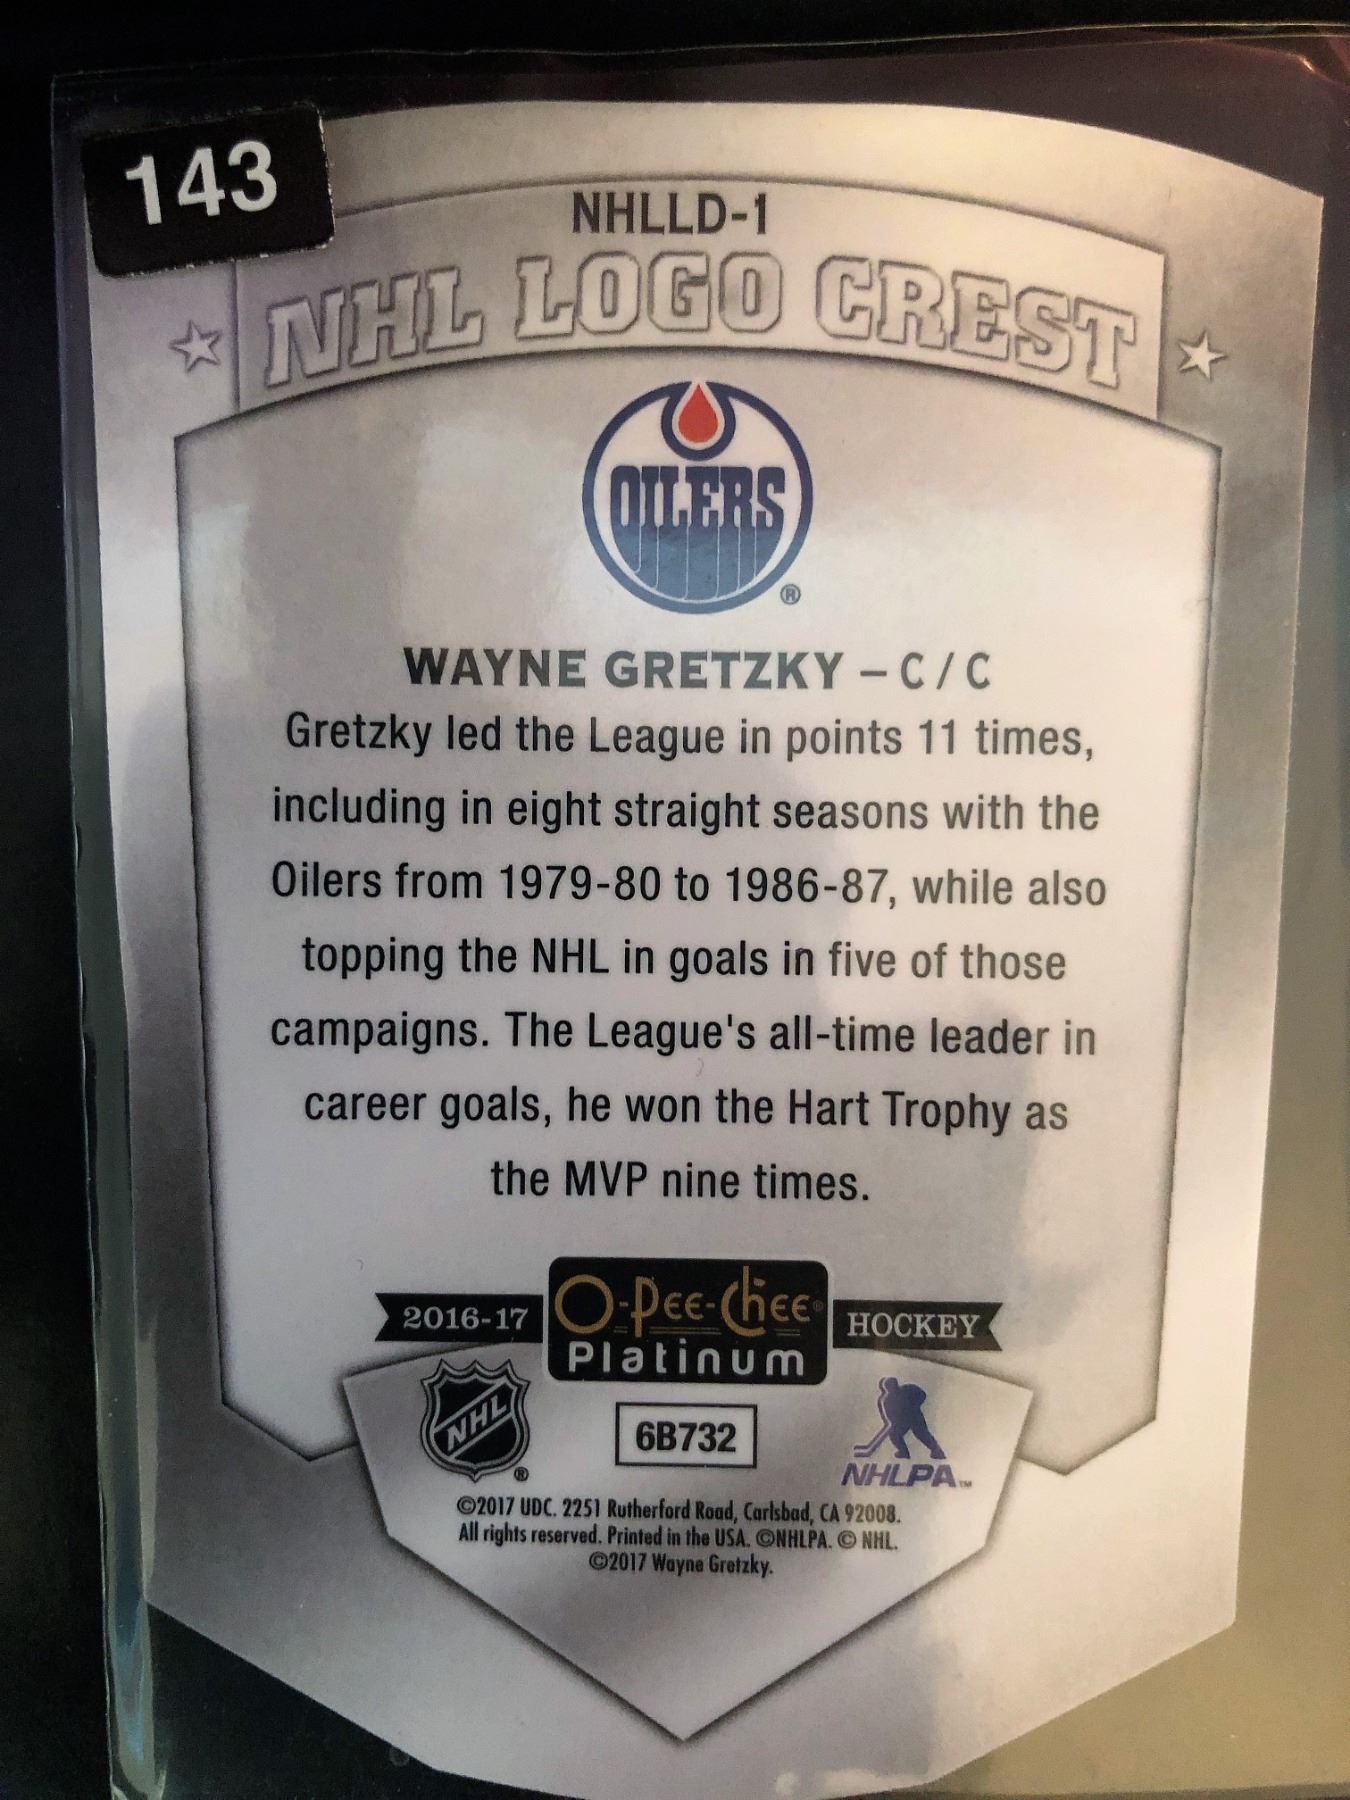 143
NHLLD-1
NHL LOGO CREST
OILERS
®
WAYNE GRETZKY – C / C
Gretzky led the League in points 11 times,
including in eight straight seasons with the
Oilers from 1979-80 to 1986-87, while also
topping the NHL in goals in five of those
campaigns. The League's all-time leader in
career goals, he won the Hart Trophy as
the MVP nine times.
2016-17 O-Pee-Chee® HOCKEY
Platinum
NHL ® 6B732 NHLPA™
©2017 UDC. 2251 Rutherford Road, Carlsbad, CA 92008.
All rights reserved. Printed in the USA. ©NHLPA. © NHL.
©2017 Wayne Gretzky.